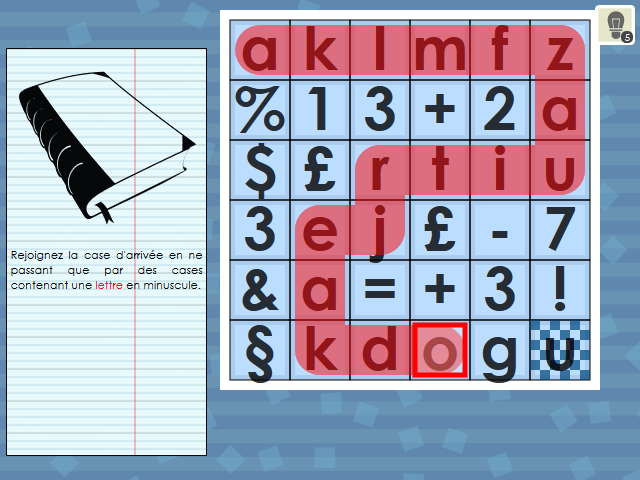 a k l m f z
% 1 3 + 2 a
$ £ r t i u
3 e j £ - 7
& a = + 3 !
§ k d o g u
5
Rejoignez la case d'arrivée en ne
passant que par des cases
contenant une lettre en minuscule.